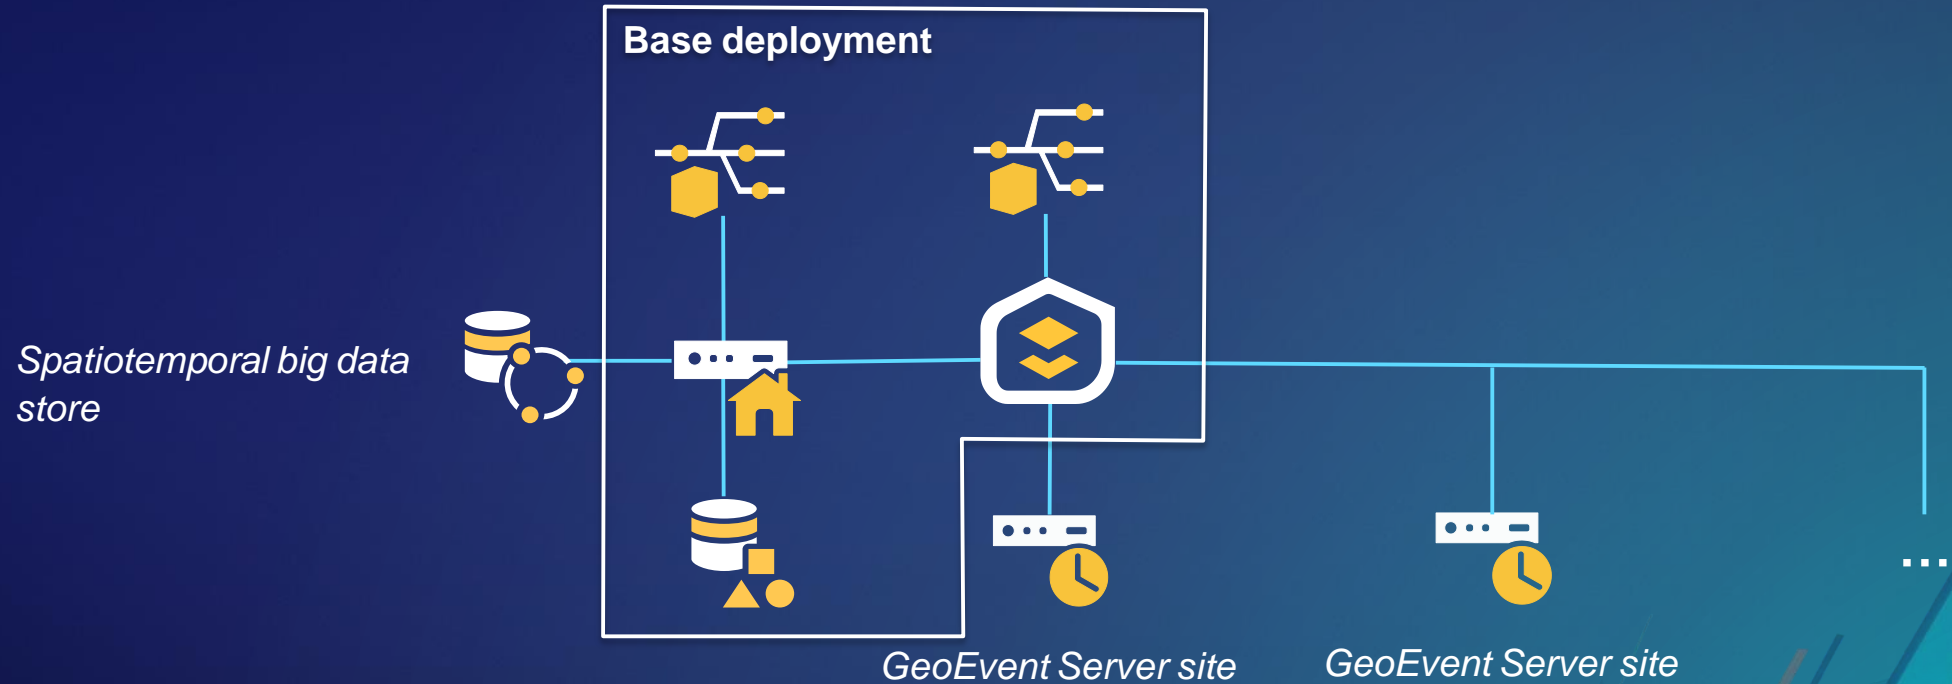 Base deployment
Spatiotemporal big data
store
...
GeoEvent Server site
GeoEvent Server site